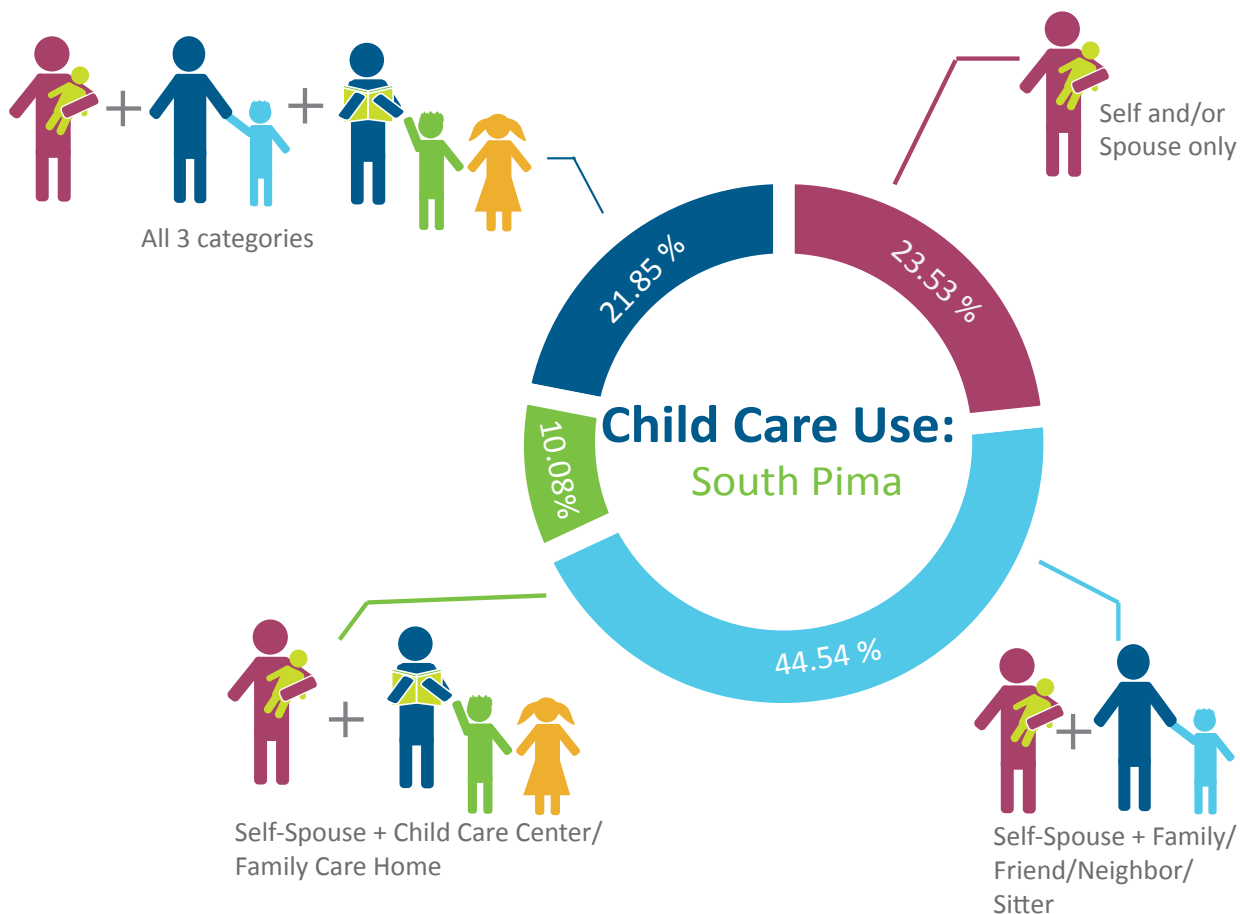 Self and/or
Spouse only
All 3 categories
21.85 %
23.53 %
Child Care Use:
South Pima
10.08%
44.54 %
Self-Spouse + Child Care Center/
Family Care Home
Self-Spouse + Family/
Friend/Neighbor/
Sitter